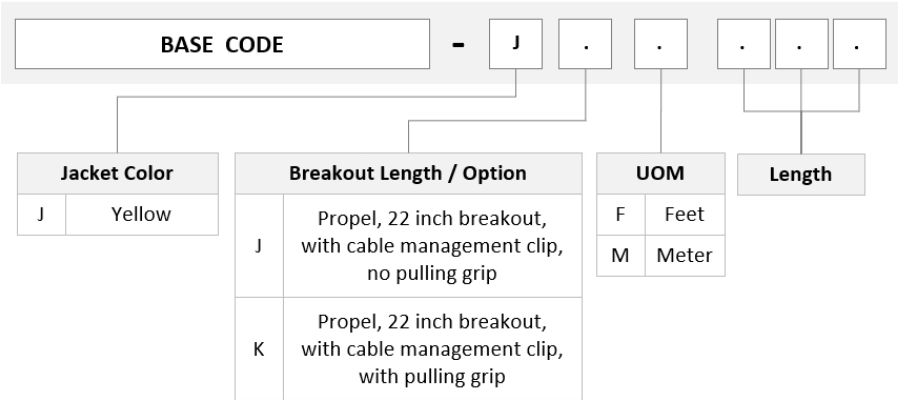 BASE CODE - J . . . . .
Jacket Color
J Yellow
Breakout Length / Option
J
Propel, 22 inch breakout,
with cable management clip,
no pulling grip
K
Propel, 22 inch breakout,
with cable management clip,
with pulling grip
UOM
F Feet
M Meter
Length